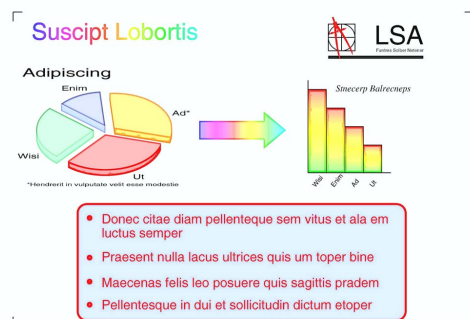 Suscipt Lobortis
LSA
Adipiscing
Enim
Ad*
Wisi
Ut
*Hendrerit in vulputate velit esse modestie
Snecerp Balrecneps
Wisi
Enim
Ad
Ut
Donec citae diam pellenteque sem vitus et ala em
luctus semper
Praesent nulla lacus ultrices quis um toper bine
Maecenas felis leo posuere quis sagittis pradem
Pellentesque in dui et sollicitudin dictum etoper